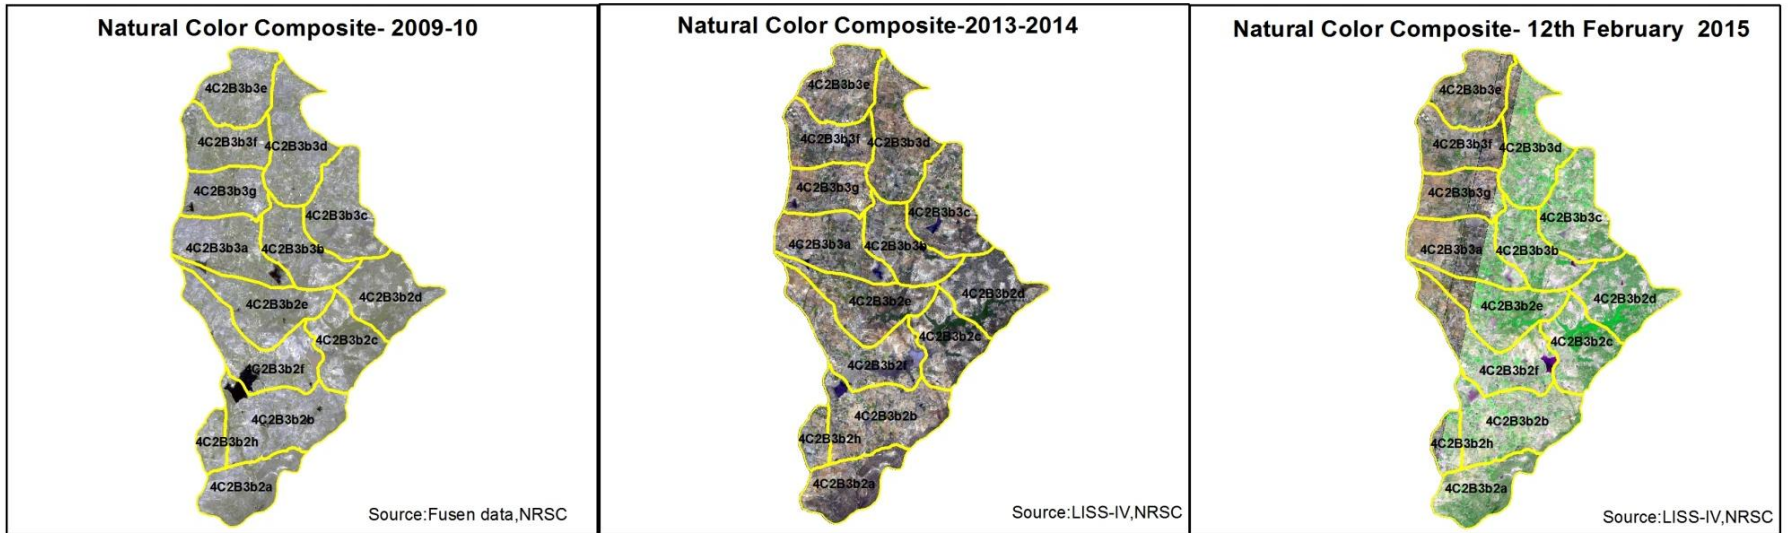 Natural Color Composite- 2009-10
4C2B3b3e
4C2B3b3f
4C2B3b3d
4C2B3b3g
4C2B3b3c
4C2B3b3a
4C2B3b3b
4C2B3b2d
4C2B3b2e
4C2B3b2c
4C2B3b2f
4C2B3b2b
4C2B3b2h
4C2B3b2a
Source:Fusen data,NRSC
Natural Color Composite-2013-2014
4C2B3b3e
4C2B3b3f
4C2B3b3d
4C2B3b3g
4C2B3b3c
4C2B3b3a
4C2B3b3b
4C2B3b2d
4C2B3b2e
4C2B3b2c
4C2B3b2f
4C2B3b2b
4C2B3b2h
4C2B3b2a
Source:LISS-IV,NRSC
Natural Color Composite- 12th February 2015
4C2B3b3e
4C2B3b3f
4C2B3b3d
4C2B3b3g
4C2B3b3c
4C2B3b3a
4C2B3b3b
4C2B3b2d
4C2B3b2e
4C2B3b2c
4C2B3b2f
4C2B3b2b
4C2B3b2h
4C2B3b2a
Source:LISS-IV,NRSC